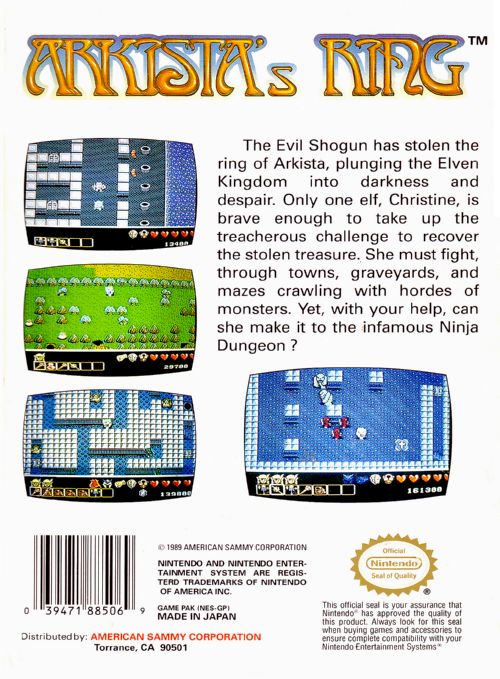 ARKISTA's RING™
The Evil Shogun has stolen the
ring of Arkista, plunging the Elven
Kingdom into darkness and
despair. Only one elf, Christine, is
brave enough to take up the
treacherous challenge to recover
the stolen treasure. She must fight,
through towns, graveyards, and
mazes crawling with hordes of
monsters. Yet, with your help, can
she make it to the infamous Ninja
Dungeon ?
13400
29700
139800
161300
© 1989 AMERICAN SAMMY CORPORATION
NINTENDO AND NINTENDO ENTER-
TAINMENT SYSTEM ARE REGIS-
TERD TRADEMARKS OF NINTENDO
OF AMERICA INC.
GAME PAK (NES-GP)
MADE IN JAPAN
0 39471 88506 9
Distributed by: AMERICAN SAMMY CORPORATION
Torrance, CA 90501
Official
Nintendo
Seal of Quality
®
This official seal is your assurance that
Nintendo® has approved the quality of
this product. Always look for this seal
when buying games and accessories to
ensure complete compatibility with your
Nintendo Entertainment Systems®